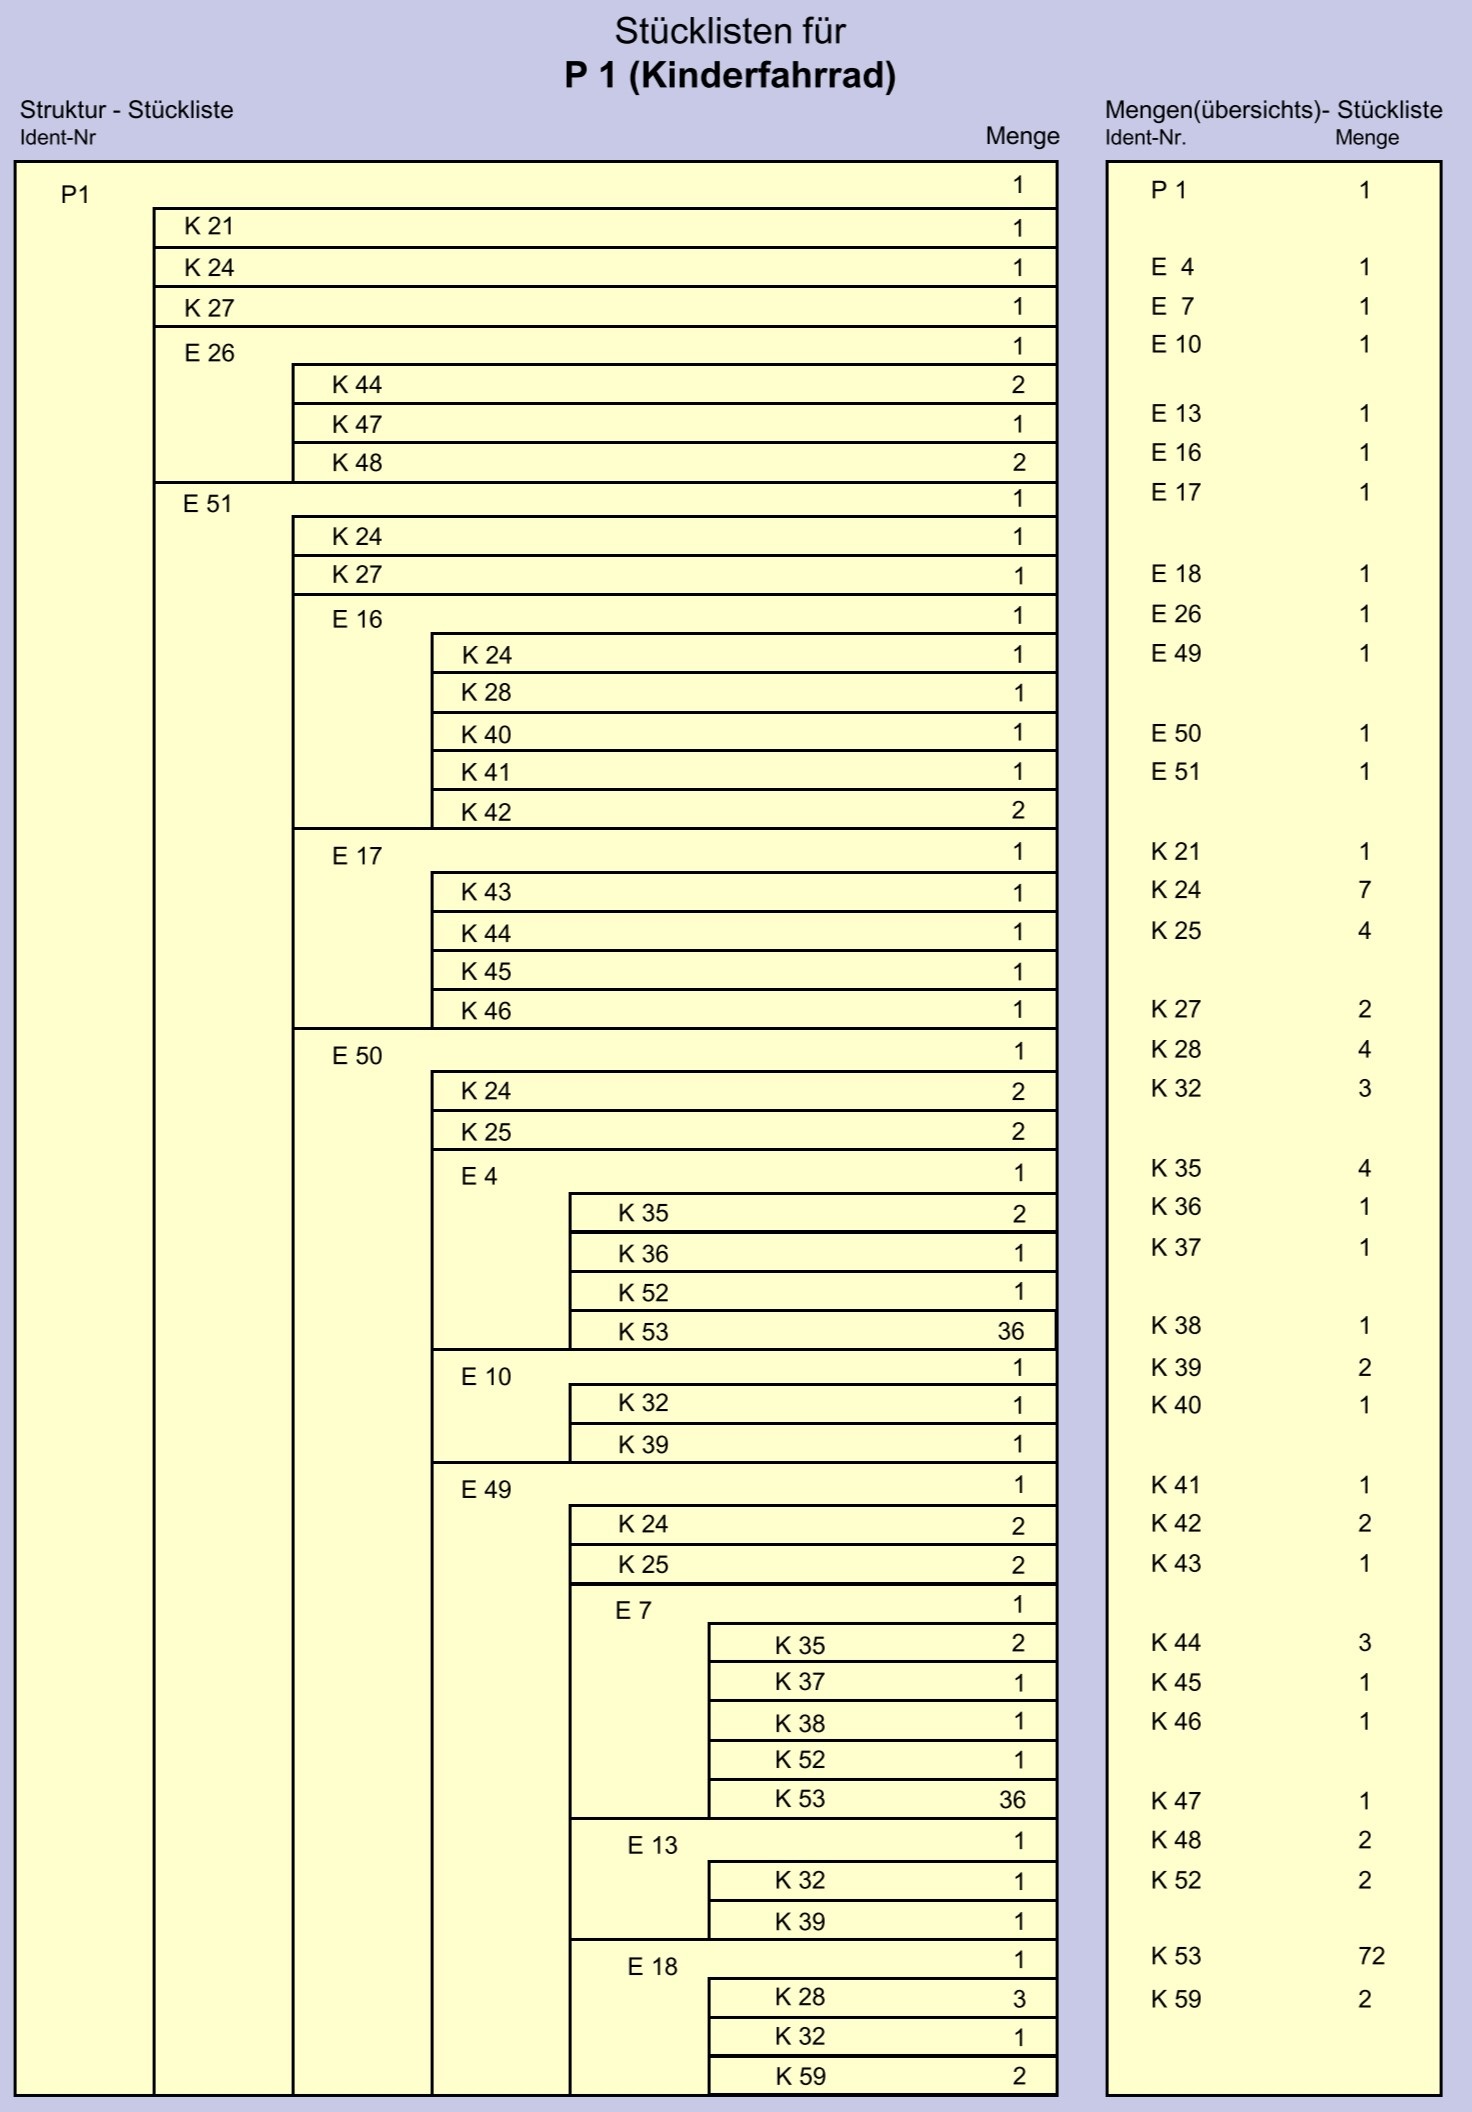 Stücklisten für
P 1 (Kinderfahrrad)
Struktur - Stückliste
Ident-Nr Menge
P1 1
K 21 1
K 24 1
K 27 1
E 26 1
K 44 2
K 47 1
K 48 2
E 51 1
K 24 1
K 27 1
E 16 1
K 24 1
K 28 1
K 40 1
K 41 1
K 42 2
E 17 1
K 43 1
K 44 1
K 45 1
K 46 1
E 50 1
K 24 2
K 25 2
E 4 1
K 35 2
K 36 1
K 52 1
K 53 36
E 10 1
K 32 1
K 39 1
E 49 1
K 24 2
K 25 2
E 7 1
K 35 2
K 37 1
K 38 1
K 52 1
K 53 36
E 13 1
K 32 1
K 39 1
E 18 1
K 28 3
K 32 1
K 59 2
Mengen(übersichts)- Stückliste
Ident-Nr. Menge
P 1 1
E 4 1
E 7 1
E 10 1
E 13 1
E 16 1
E 17 1
E 18 1
E 26 1
E 49 1
E 50 1
E 51 1
K 21 1
K 24 7
K 25 4
K 27 2
K 28 4
K 32 3
K 35 4
K 36 1
K 37 1
K 38 1
K 39 2
K 40 1
K 41 1
K 42 2
K 43 1
K 44 3
K 45 1
K 46 1
K 47 1
K 48 2
K 52 2
K 53 72
K 59 2